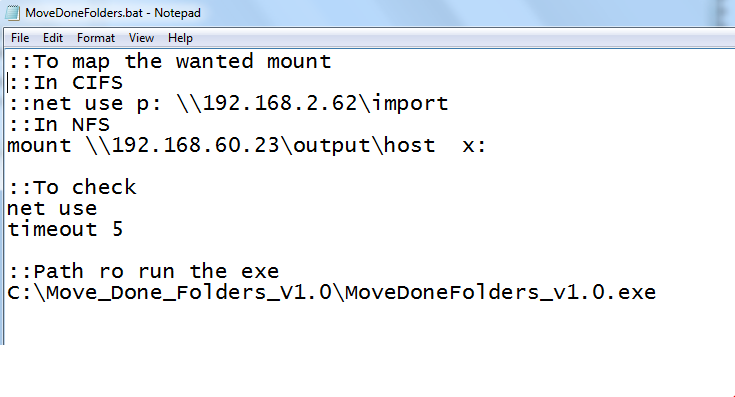 MoveDoneFolders.bat - Notepad
File Edit Format View Help
::To map the wanted mount
::In CIFS
::net use p: \\192.168.2.62\import
::In NFS
mount \\192.168.60.23\output\host  x:
::To check
net use
timeout 5
::Path ro run the exe
C:\Move_Done_Folders_V1.0\MoveDoneFolders_v1.0.exe